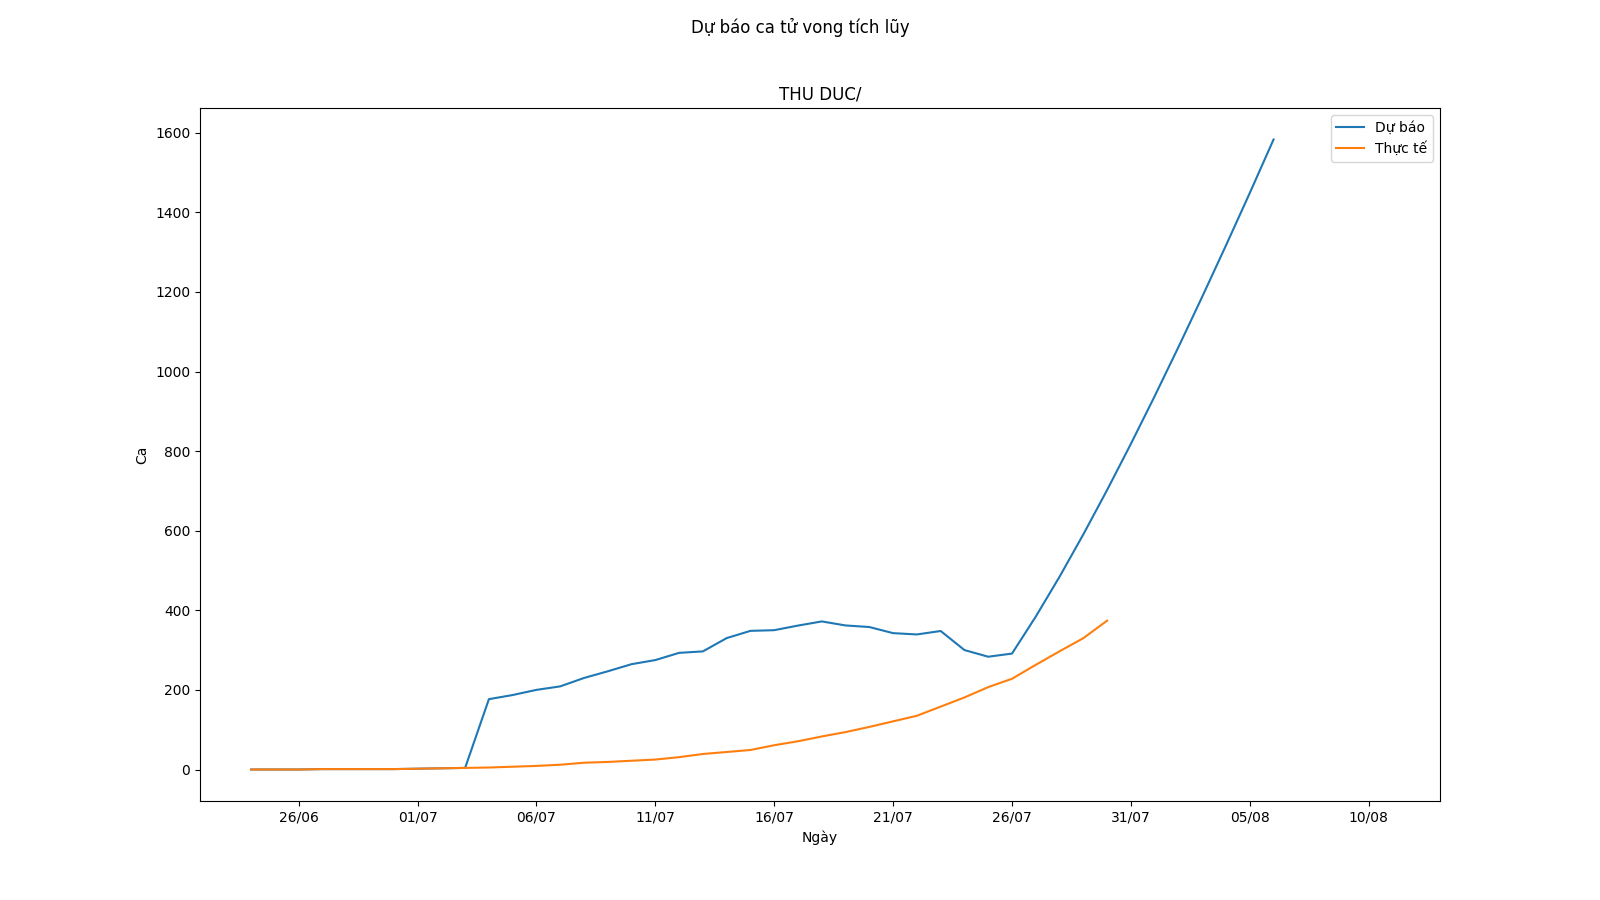 Dự báo ca tử vong tích lũy
THU DUC/
Dự báo
Thực tế
1600
1400
1200
1000
800
600
400
200
0
Ca
26/06 01/07 06/07 11/07 16/07 21/07 26/07 31/07 05/08 10/08
Ngày